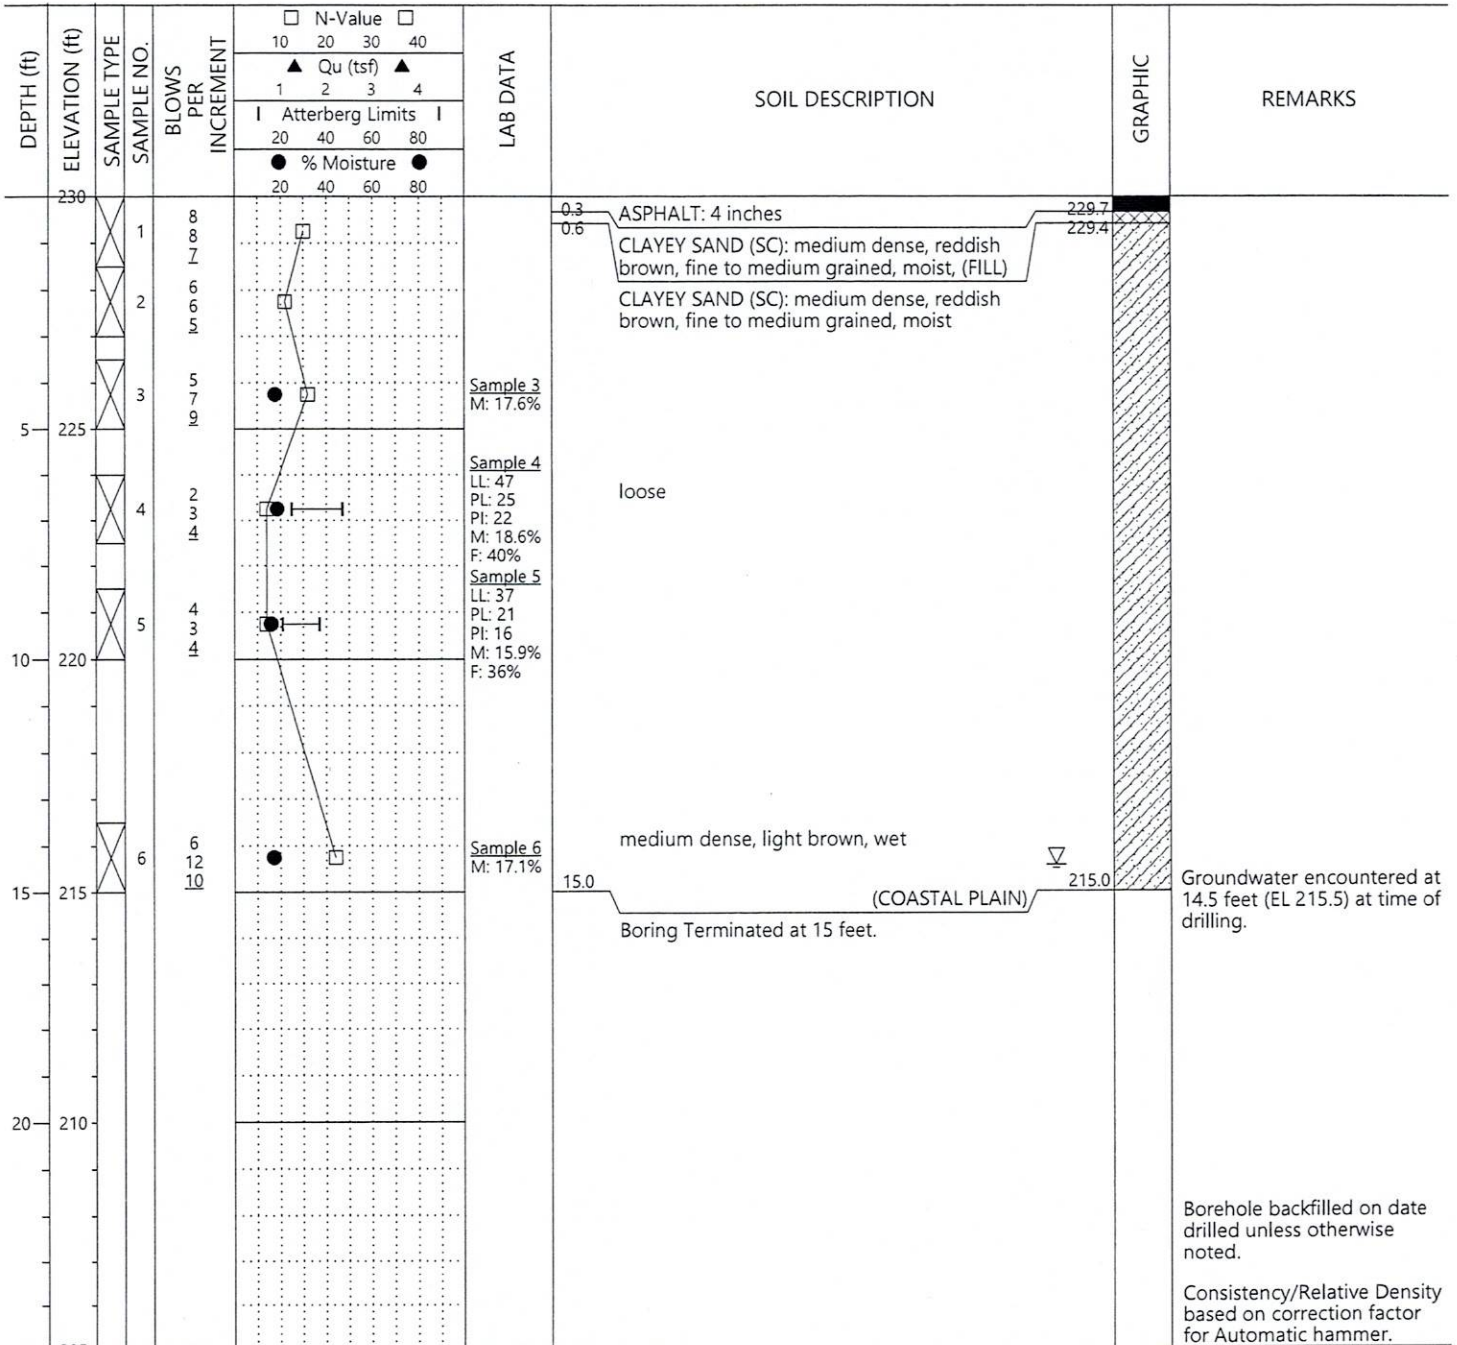 DEPTH (ft)
ELEVATION (ft)
SAMPLE TYPE
SAMPLE NO.
BLOWS
PER
INCREMENT
□ N-Value □
10 20 30 40
▲ Qu (tsf) ▲
1 2 3 4
Atterberg Limits
20 40 60 80
● % Moisture ●
20 40 60 80
LAB DATA
SOIL DESCRIPTION
GRAPHIC
REMARKS
230
1
8
8
7
0.3 ASPHALT: 4 inches 229.7
0.6 229.4
CLAYEY SAND (SC): medium dense, reddish
brown, fine to medium grained, moist, (FILL)
2
6
6
5
CLAYEY SAND (SC): medium dense, reddish
brown, fine to medium grained, moist
3
5
7
9
Sample 3
M: 17.6%
5 225
4
2
3
4
Sample 4
LL: 47
PL: 25
PI: 22
M: 18.6%
F: 40%
loose
5
4
3
4
Sample 5
LL: 37
PL: 21
PI: 16
M: 15.9%
F: 36%
10 220
6
6
12
10
Sample 6
M: 17.1%
medium dense, light brown, wet
15 215
15.0 (COASTAL PLAIN) 215.0
Boring Terminated at 15 feet.
Groundwater encountered at
14.5 feet (EL 215.5) at time of
drilling.
20 210
Borehole backfilled on date
drilled unless otherwise
noted.
Consistency/Relative Density
based on correction factor
for Automatic hammer.